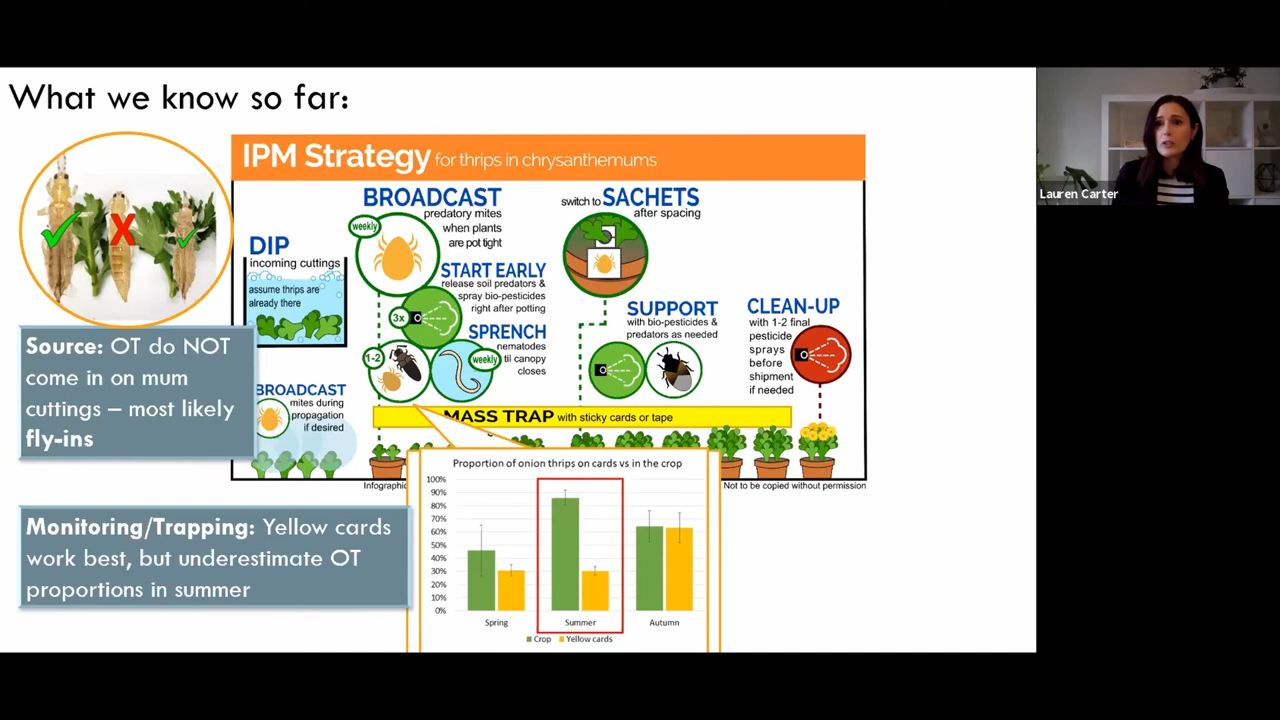 What we know so far:
IPM Strategy for thrips in chrysanthemums
BROADCAST
predatory mites
when plants
are pot tight
weekly
switch to SACHETS
after spacing
DIP
incoming cuttings
assume thrips are
already there
START EARLY
release soil predators &
spray bio-pesticides
right after potting
3x
SPRENCH
nematodes
til canopy
closes
weekly
1-2
SUPPORT
with bio-pesticides &
predators as needed
CLEAN-UP
with 1-2 final
pesticide
sprays
before
shipment
if needed
BROADCAST
mites during
propagation
if desired
MASS TRAP with sticky cards or tape
Infographic
Not to be copied without permission
Source: OT do NOT
come in on mum
cuttings – most likely
fly-ins
Monitoring/Trapping: Yellow cards
work best, but underestimate OT
proportions in summer
Proportion of onion thrips on cards vs in the crop
100%
90%
80%
70%
60%
50%
40%
30%
20%
10%
0%
Spring Summer Autumn
Crop Yellow cards
Lauren Carter